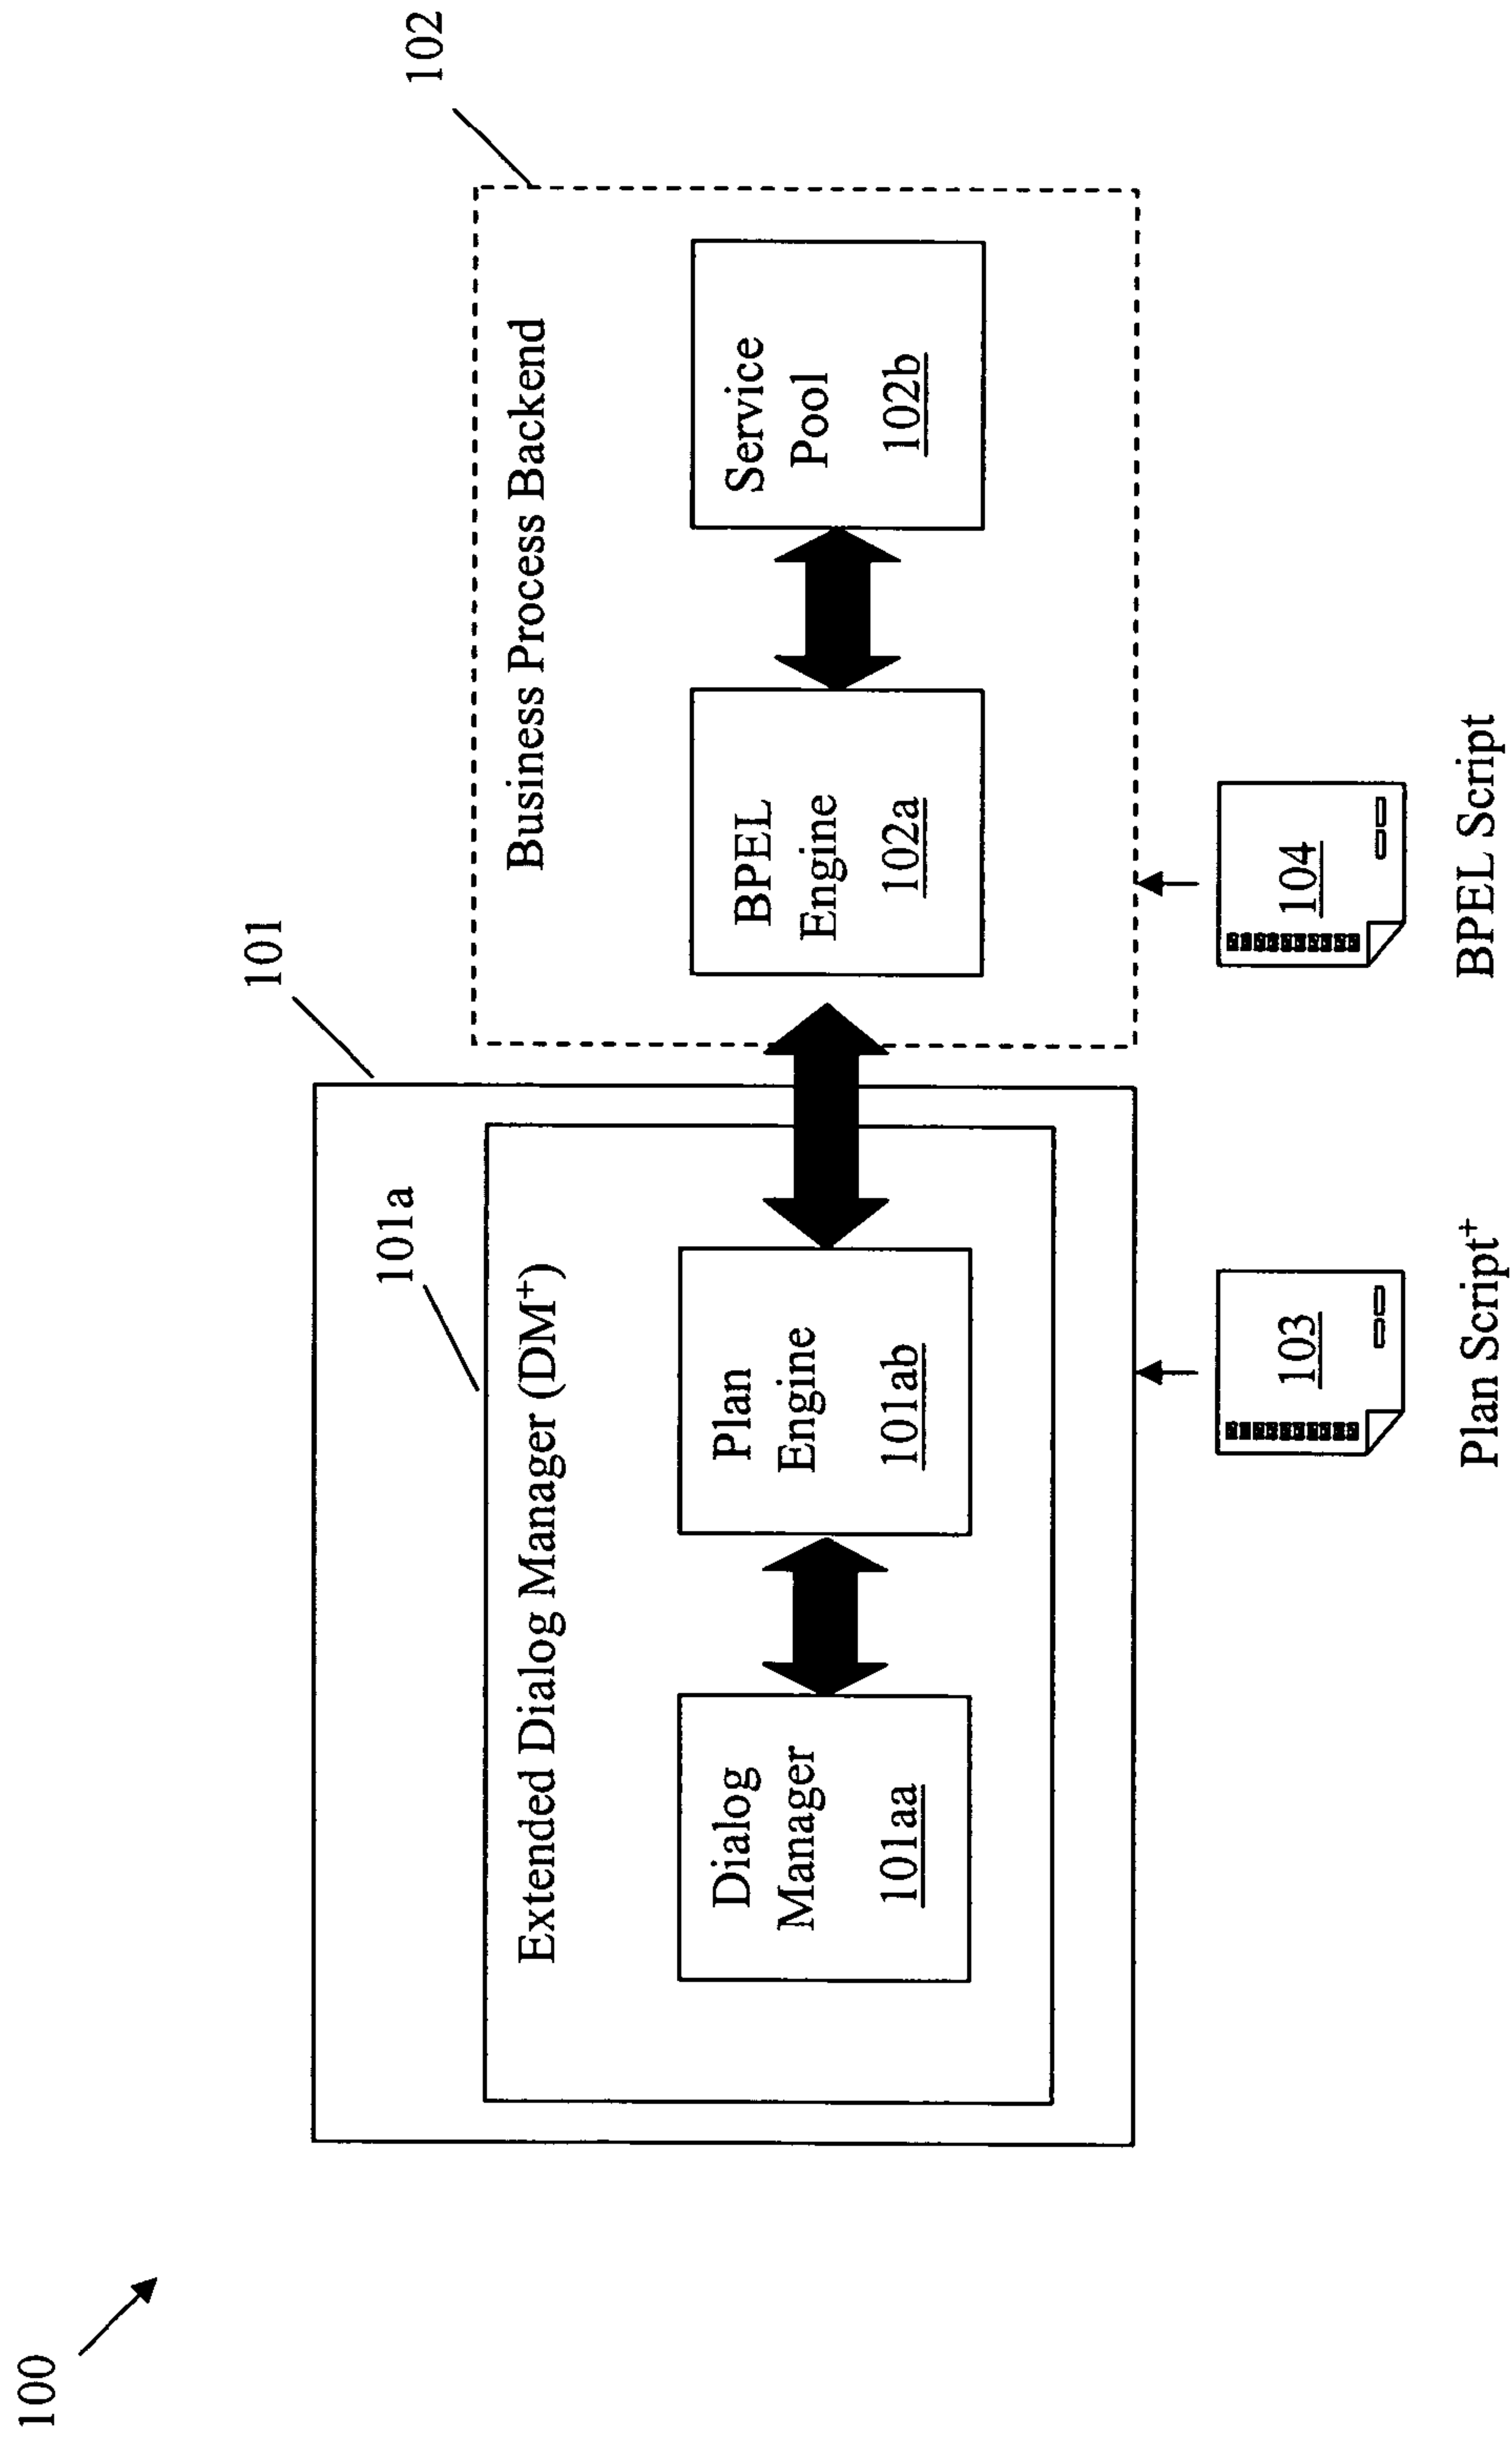 100
101
102
101a
Extended Dialog Manager (DM⁺)
Business Process Backend
Dialog
Manager
101aa
Plan
Engine
101ab
BPEL
Engine
102a
Service
Pool
102b
103
104
Plan Script⁺
BPEL Script